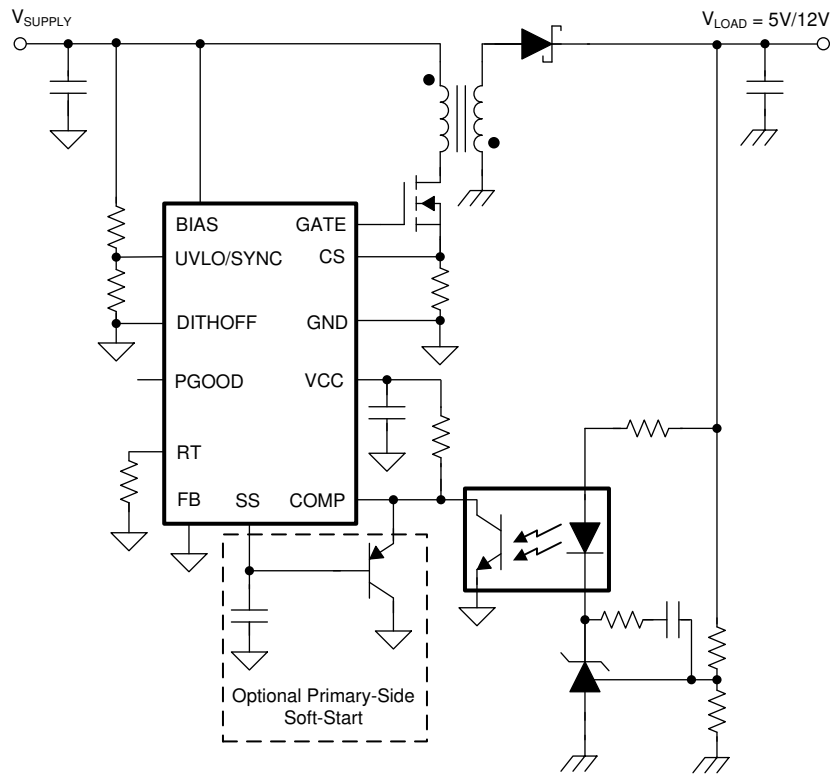 VSUPPLY
VLOAD = 5V/12V
BIAS
GATE
UVLO/SYNC
CS
DITHOFF
GND
PGOOD
VCC
RT
FB
SS
COMP
Optional Primary-Side
Soft-Start